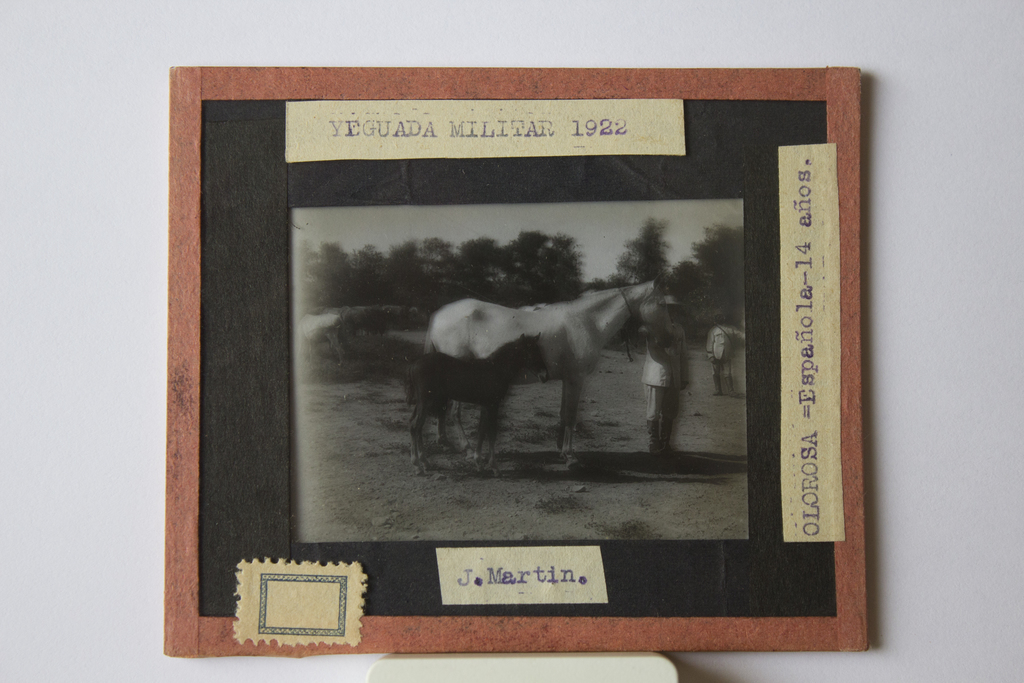 YEGUADA MILITAR 1922
OLOROSA =Española-14 años.
J.Martin.